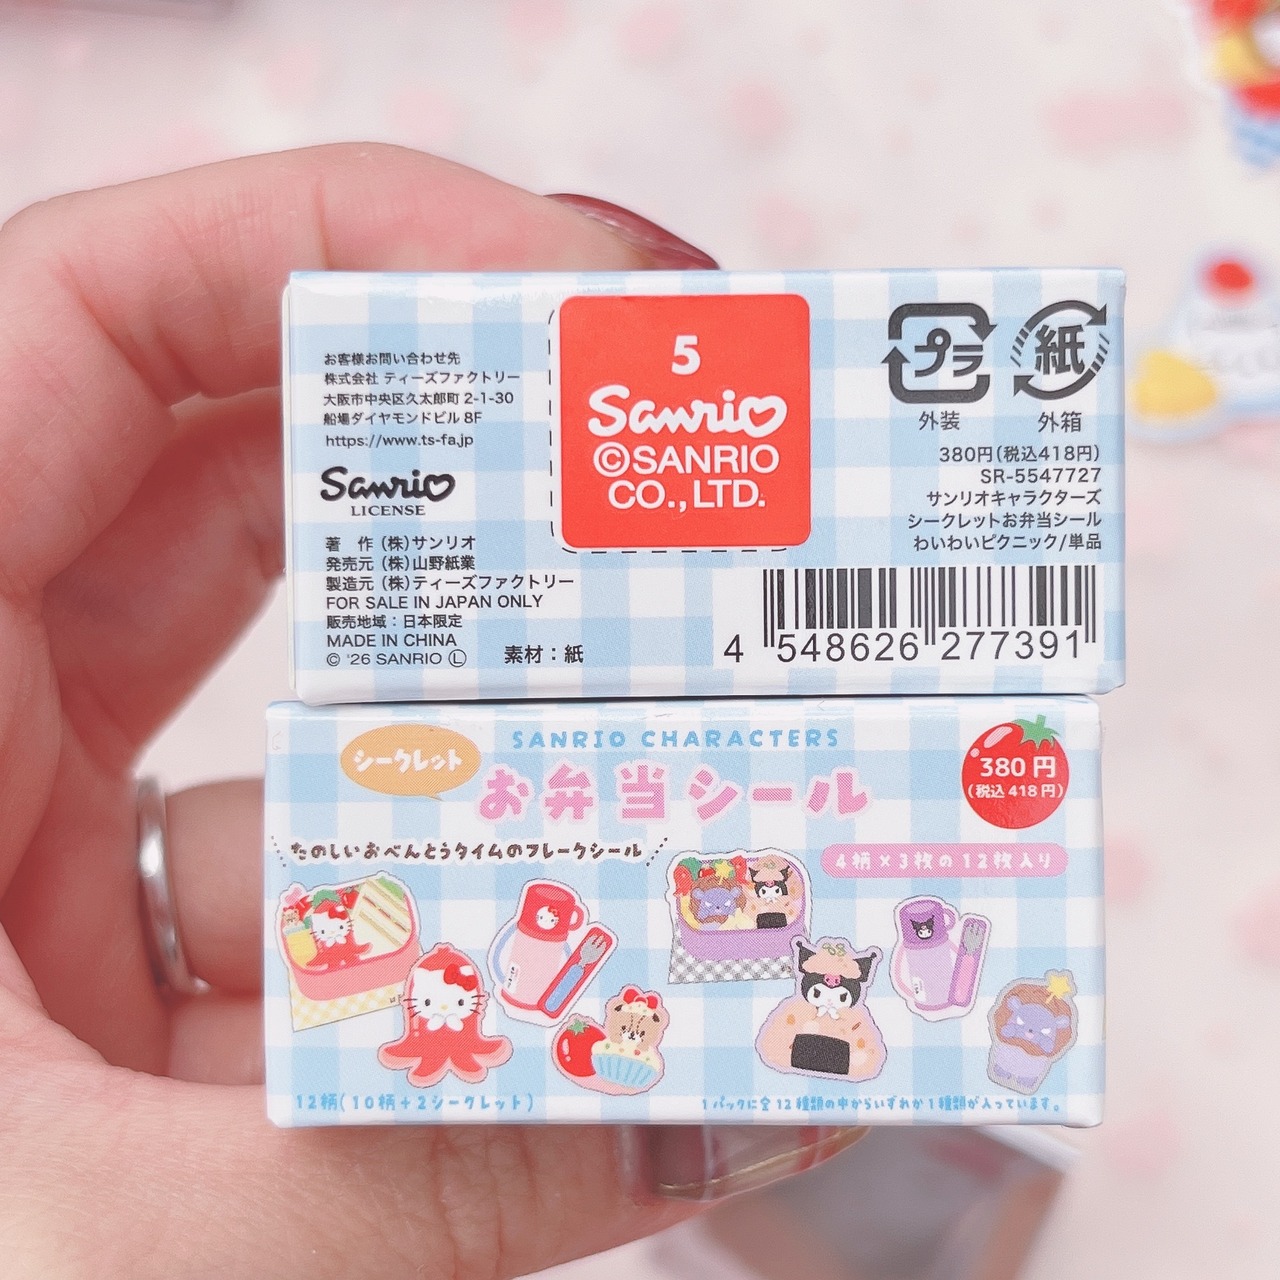 お客様お問い合わせ先
株式会社 ティーズファクトリー
大阪市中央区久太郎町 2-1-30
船場ダイヤモンドビル 8F
https://www.ts-fa.jp
Sanrio
LICENSE
著 作 (株)サンリオ
発売元 (株)山野紙業
製造元 (株)ティーズファクトリー
FOR SALE IN JAPAN ONLY
販売地域:日本限定
MADE IN CHINA
© '26 SANRIO Ⓛ
素材:紙
5
Sanrio
©SANRIO
CO.,LTD.
プラ
外装
紙
外箱
380円(税込418円)
SR-5547727
サンリオキャラクターズ
シークレットお弁当シール
わいわいピクニック/単品
4 548626 277391
シークレット
SANRIO CHARACTERS
お弁当シール
380円
(税込418円)
たのしいおべんとうタイムのフレークシール
4柄×3枚の12枚入り
12柄(10柄+2シークレット)
1パックに全12種類の中からいずれか1種類が入っています。